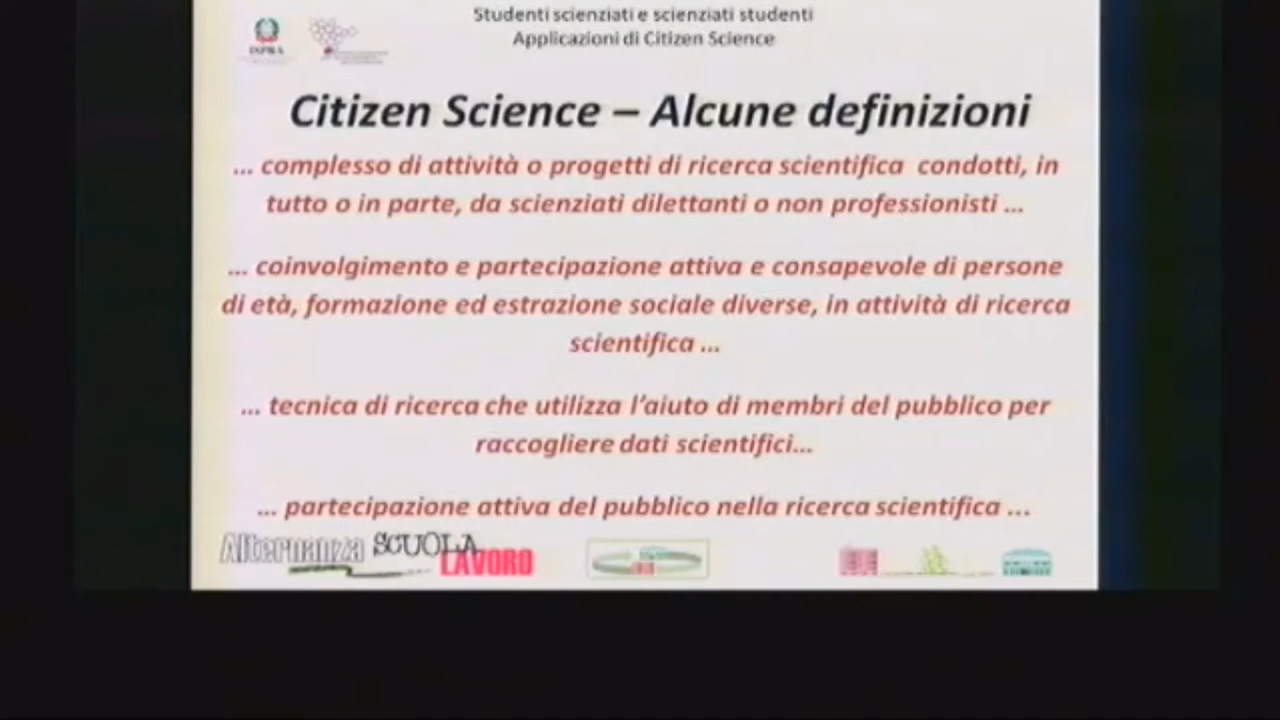 Studenti scienziati e scienziati studenti
Applicazioni di Citizen Science
ISPRA
Citizen Science – Alcune definizioni
... complesso di attività o progetti di ricerca scientifica condotti, in
tutto o in parte, da scienziati dilettanti o non professionisti ...
... coinvolgimento e partecipazione attiva e consapevole di persone
di età, formazione ed estrazione sociale diverse, in attività di ricerca
scientifica ...
... tecnica di ricerca che utilizza l'aiuto di membri del pubblico per
raccogliere dati scientifici...
... partecipazione attiva del pubblico nella ricerca scientifica ...
Alternanza SCUOLA
LAVORO